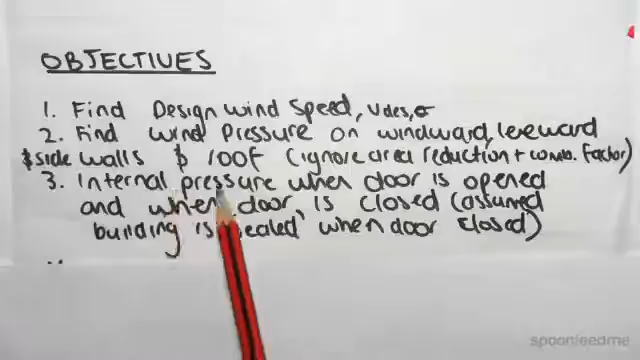 OBJECTIVES
1. Find Design wind Speed, Vdes,σ
2. Find wind Pressure on windward, leeward
$ side walls $ roof (ignore area reduction + comb. factor)
3. Internal pressure when door is opened
and when door is closed (assumed
building is sealed when door closed)
spoonfeedme